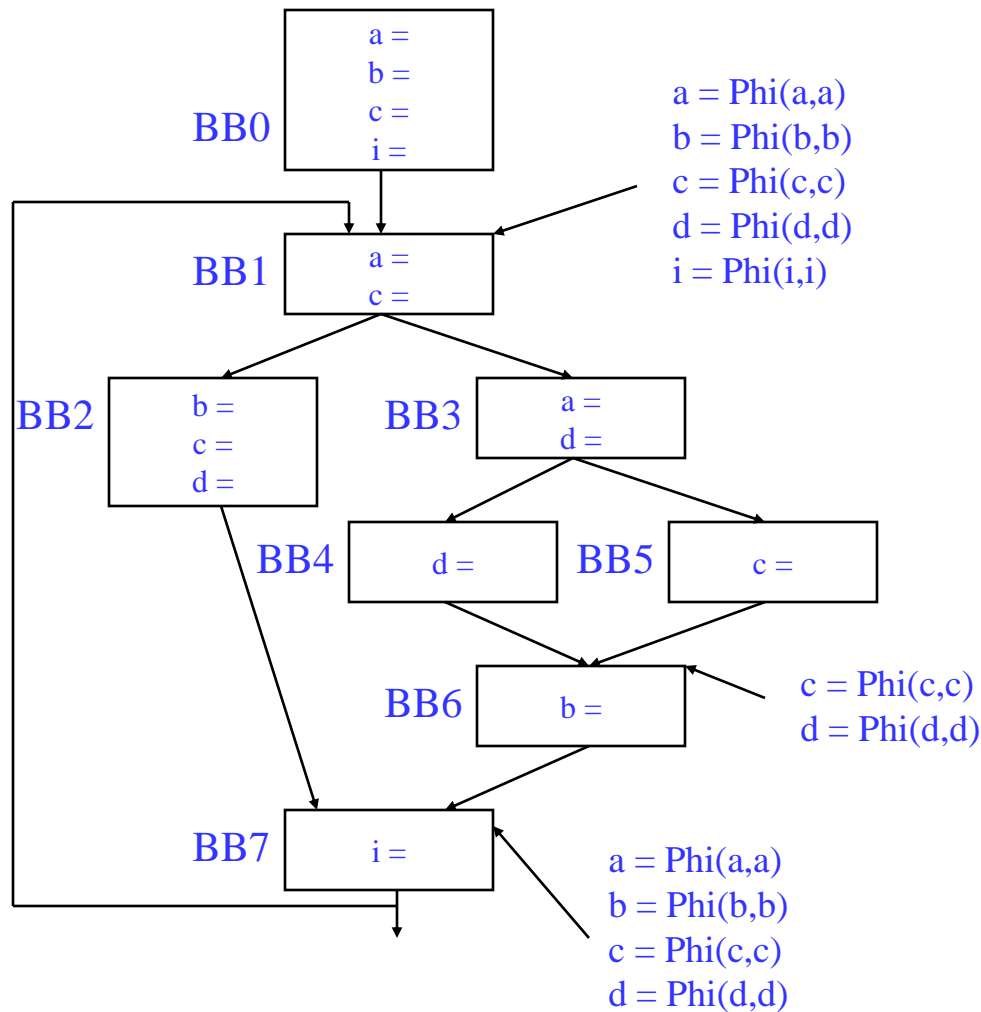 a =
b =
c =
i =
BB0
a = Phi(a,a)
b = Phi(b,b)
c = Phi(c,c)
d = Phi(d,d)
i = Phi(i,i)
BB1
a =
c =
BB2
b =
c =
d =
BB3
a =
d =
BB4
d =
BB5
c =
BB6
b =
c = Phi(c,c)
d = Phi(d,d)
BB7
i =
a = Phi(a,a)
b = Phi(b,b)
c = Phi(c,c)
d = Phi(d,d)